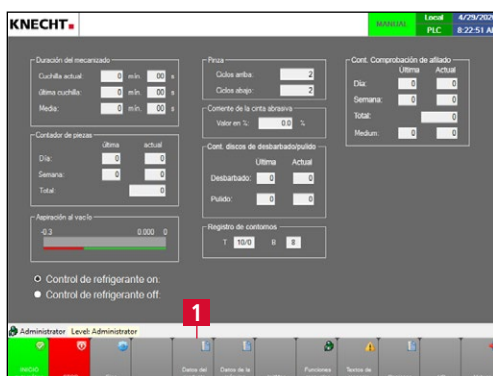 KNECHT
MANUAL
Local
PLC
4/29/2020
8:22:51 AM
Duración del mecanizado
Cuchilla actual: 0 min. 00 s
última cuchilla: 0 min. 00 s
Media: 0 min. 00 s
Contador de piezas
última actual
Día: 0 0
Semana: 0 0
Total: 0
Aspiración al vacío
-0.3 0.000 0
Control de refrigerante on:
Control de refrigerante off:
Pinza
Ciclos arriba: 2
Ciclos abajo: 2
Corriente de la cinta abrasiva
Valor en %: 0.0 %
Cont. discos de desbarbado/pulido
Última Actual
Desbarbado: 0 0
Pulido: 0 0
Registro de contornos
T 10/0 R 8
Cont. Comprobación de afilado
Última Actual
Día: 0 0
Semana: 0 0
Total: 0
Medium: 0 0
1
Administrator Level: Administrator
INICIO
Datos del
Datos de la
Funciones
Textos de